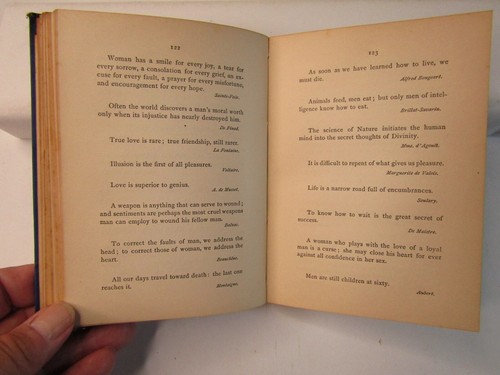 112
Woman has a smile for every joy, a tear for
every sorrow, a consolation for every grief, an ex-
cuse for every fault, a prayer for every misfortune,
and encouragement for every hope.
Sainte-Foix.
Often the world discovers a man's moral worth
only when its injustice has nearly destroyed him.
De Finod.
True love is rare; true friendship, still rarer.
La Fontaine.
Illusion is the first of all pleasures.
Voltaire.
Love is superior to genius.
A. de Musset.
A weapon is anything that can serve to wound;
and sentiments are perhaps the most cruel weapons
man can employ to wound his fellow man.
Balzac.
To correct the faults of man, we address the
head; to correct those of woman, we address the
heart.
Beauchêne.
All our days travel toward death: the last one
reaches it.
Montaigne.
113
As soon as we have learned how to live, we
must die.
Alfred Bougeart.
Animals feed, men eat; but only men of intel-
ligence know how to eat.
Brillat-Savarin.
The science of Nature initiates the human
mind into the secret thoughts of Divinity.
Mme. d'Agoult.
It is difficult to repent of what gives us pleasure.
Marguerite de Valois.
Life is a narrow road full of encumbrances.
To know how to wait is the great secret of
success.
De Maistre.
A woman who plays with the love of a loyal
man is a curse; she may close his heart for ever
against all confidence in her sex.
Men are still children at sixty.
Aubert.